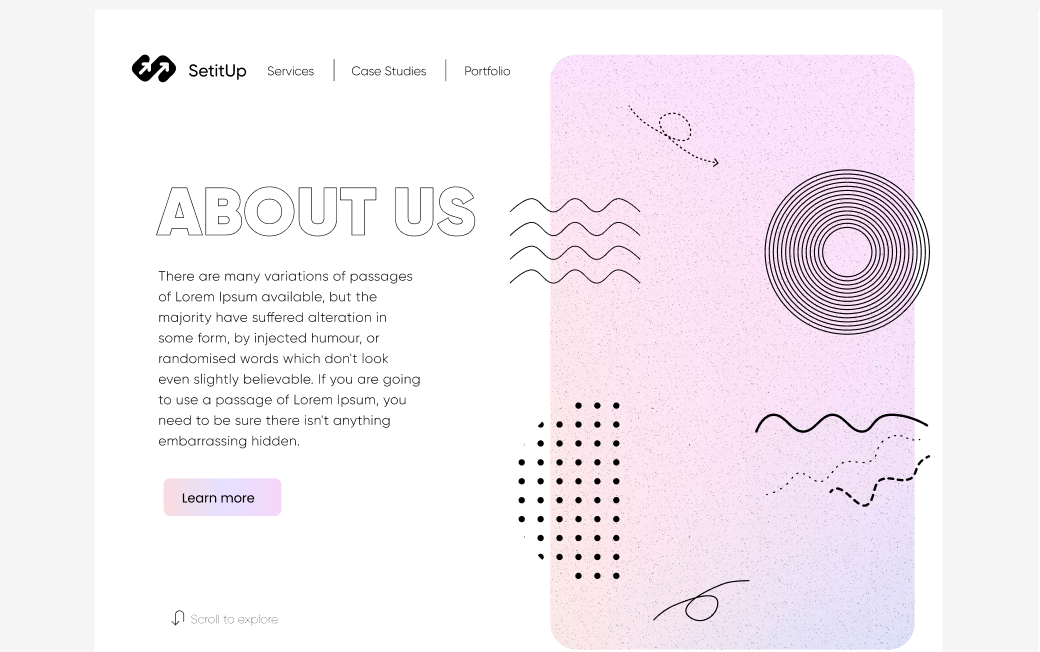 SetitUp Services Case Studies Portfolio
ABOUT US
There are many variations of passages
of Lorem Ipsum available, but the
majority have suffered alteration in
some form, by injected humour, or
randomised words which don't look
even slightly believable. If you are going
to use a passage of Lorem Ipsum, you
need to be sure there isn't anything
embarrassing hidden.
Learn more
Scroll to explore